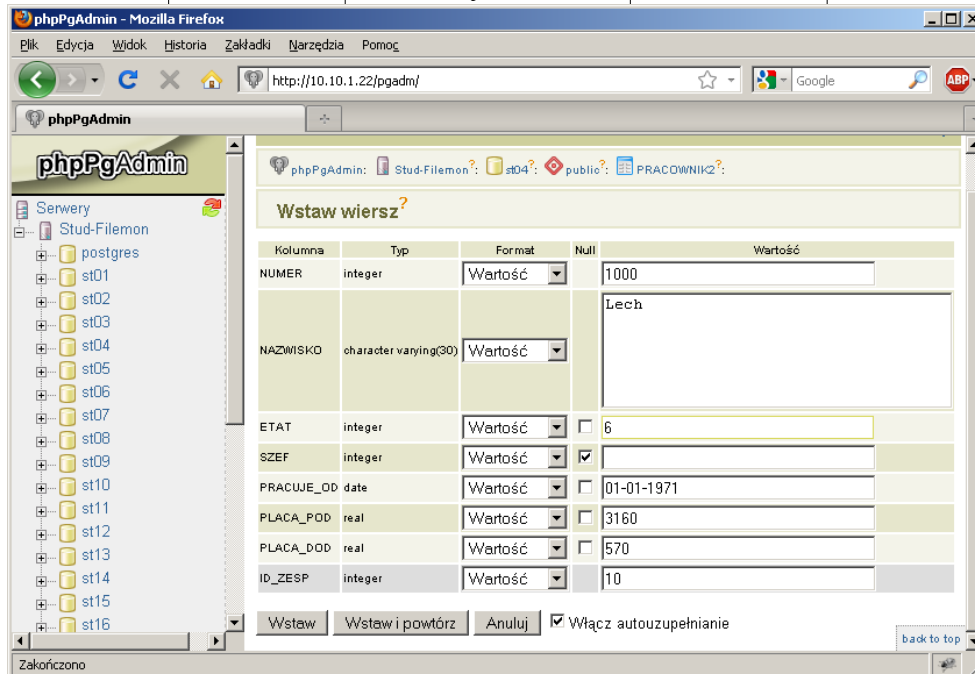 phpPgAdmin - Mozilla Firefox
Plik Edycja Widok Historia Zakładki Narzędzia Pomoc
http://10.10.1.22/pgadm/ Google ABP
phpPgAdmin
phpPgAdmin
Serwery
Stud-Filemon
postgres
st01
st02
st03
st04
st05
st06
st07
st08
st09
st10
st11
st12
st13
st14
st15
st16
phpPgAdmin: Stud-Filemon?: st04?: public?: PRACOWNIK2?:
Wstaw wiersz?
Kolumna Typ Format Null Wartość
NUMER integer Wartość 1000
NAZWISKO character varying(30) Wartość Lech
ETAT integer Wartość 6
SZEF integer Wartość
PRACUJE_OD date Wartość 01-01-1971
PLACA_POD real Wartość 3160
PLACA_DOD real Wartość 570
ID_ZESP integer Wartość 10
Wstaw Wstaw i powtórz Anuluj Włącz autouzupełnianie
back to top
Zakończono